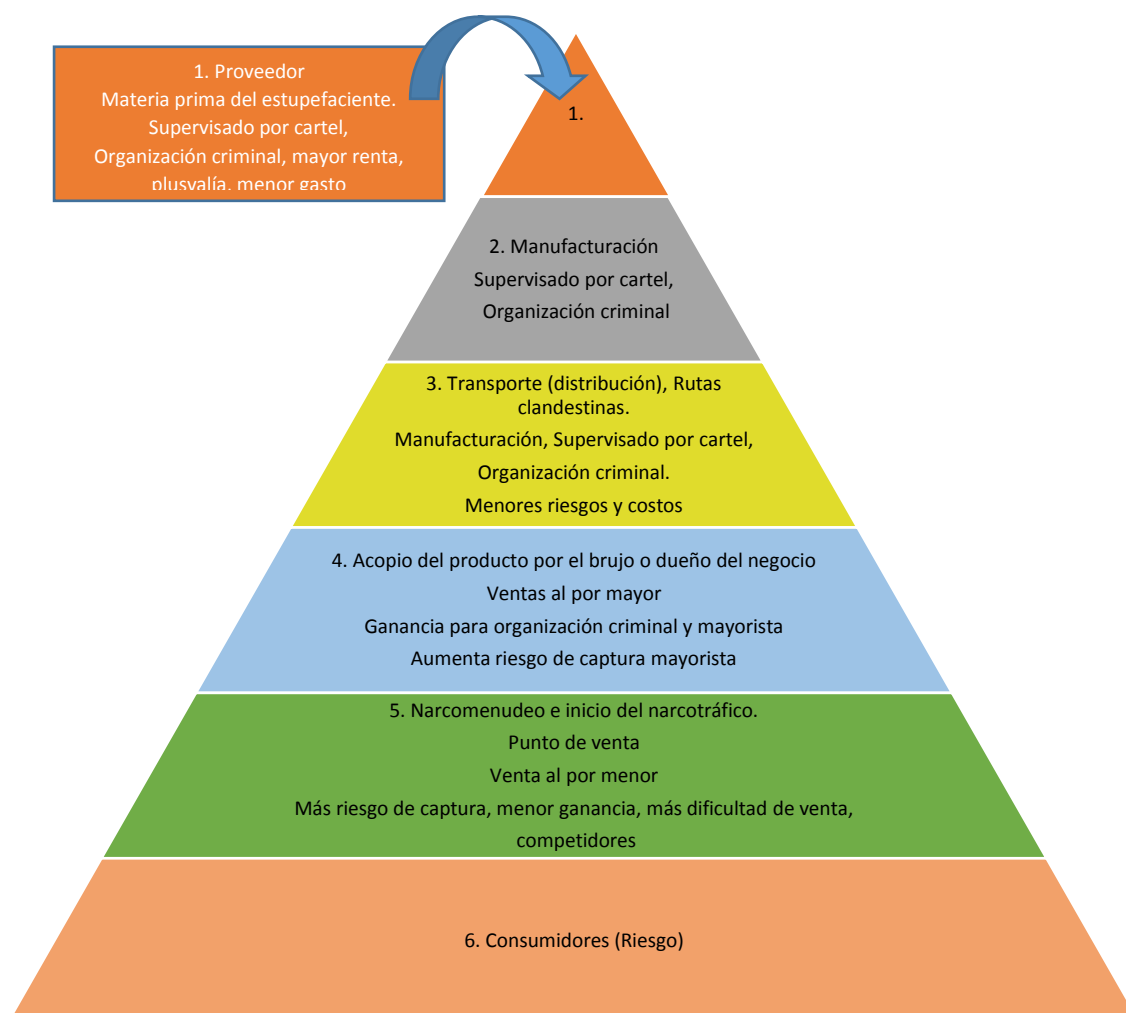 1. Proveedor
Materia prima del estupefaciente.
Supervisado por cartel,
Organización criminal, mayor renta,
plusvalía, menor gasto
1.
2. Manufacturación
Supervisado por cartel,
Organización criminal
3. Transporte (distribución), Rutas
clandestinas.
Manufacturación, Supervisado por cartel,
Organización criminal.
Menores riesgos y costos
4. Acopio del producto por el brujo o dueño del negocio
Ventas al por mayor
Ganancia para organización criminal y mayorista
Aumenta riesgo de captura mayorista
5. Narcomenudeo e inicio del narcotráfico.
Punto de venta
Venta al por menor
Más riesgo de captura, menor ganancia, más dificultad de venta,
competidores
6. Consumidores (Riesgo)